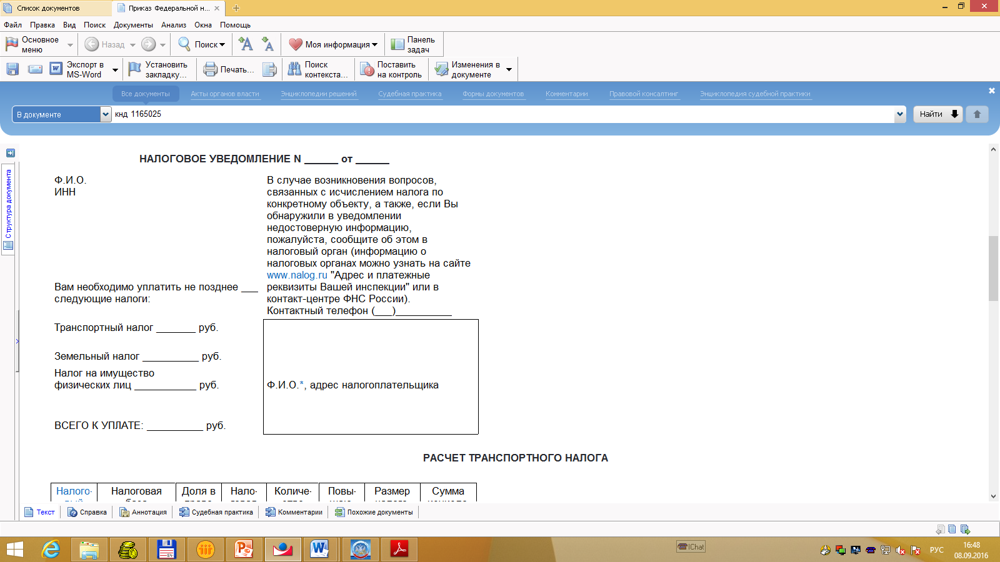 Список документов
Приказ Федеральной н...
Файл Правка Вид Поиск Документы Анализ Окна Помощь
Основное меню
Назад
Поиск
Моя информация
Панель задач
Экспорт в MS-Word
Установить закладку...
Печать...
Поиск контекста...
Поставить на контроль
Изменения в документе
Все документы Акты органов власти Энциклопедии решений Судебная практика Формы документов Комментарии Правовой консалтинг Энциклопедия судебной практики
В документе кнд 1165025 Найти
Структура документа
НАЛОГОВОЕ УВЕДОМЛЕНИЕ N ______ от ______
Ф.И.О.
ИНН
В случае возникновения вопросов,
связанных с исчислением налога по
конкретному объекту, а также, если Вы
обнаружили в уведомлении
недостоверную информацию,
пожалуйста, сообщите об этом в
налоговый орган (информацию о
налоговых органах можно узнать на сайте
www.nalog.ru "Адрес и платежные
реквизиты Вашей инспекции" или в
контакт-центре ФНС России).
Контактный телефон (___)__________
Вам необходимо уплатить не позднее ___
следующие налоги:
Транспортный налог _______ руб.
Земельный налог __________ руб.
Налог на имущество
физических лиц ___________ руб.
Ф.И.О.*, адрес налогоплательщика
ВСЕГО К УПЛАТЕ: __________ руб.
РАСЧЕТ ТРАНСПОРТНОГО НАЛОГА
Налого- Налоговая Доля в Нало- Количе- Повы- Размер Сумма
Текст Справка Аннотация Судебная практика Комментарии Похожие документы
IChat
РУС
16:48
08.09.2016